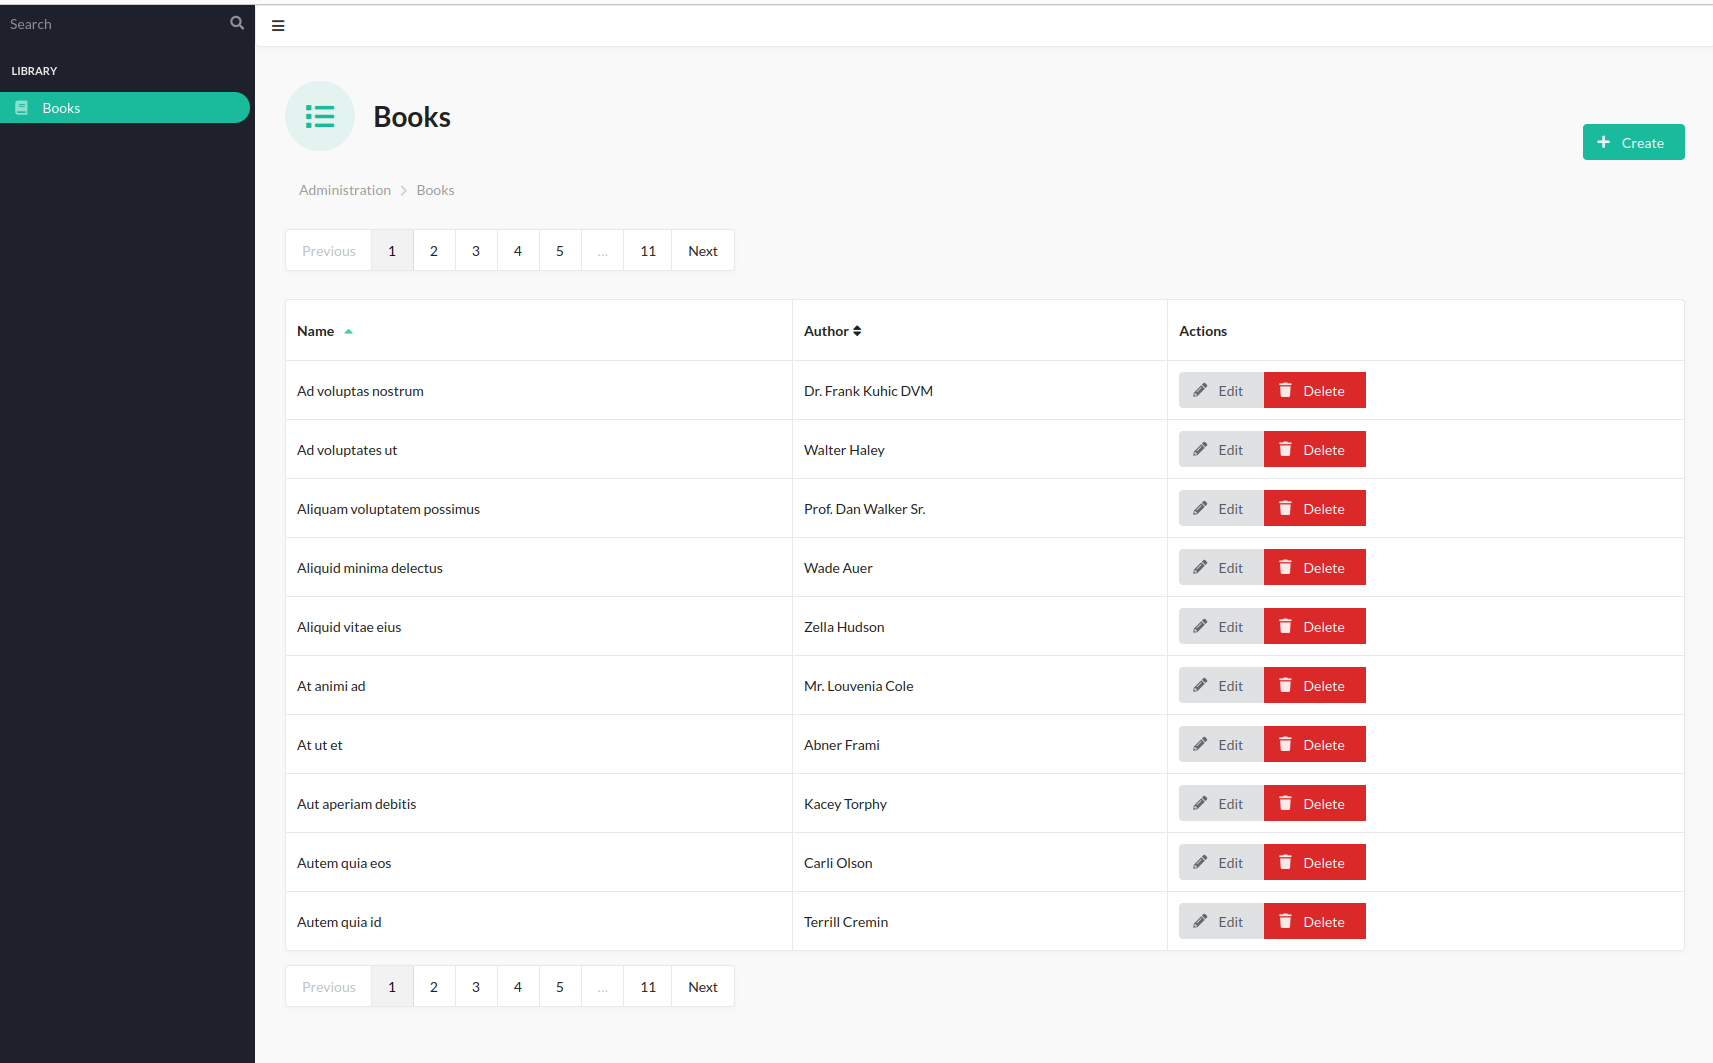 Search
LIBRARY
Books
Books
Create
Administration Books
Previous 1 2 3 4 5 ... 11 Next
Name Author Actions
Ad voluptas nostrum Dr. Frank Kuhic DVM Edit Delete
Ad voluptates ut Walter Haley Edit Delete
Aliquam voluptatem possimus Prof. Dan Walker Sr. Edit Delete
Aliquid minima delectus Wade Auer Edit Delete
Aliquid vitae eius Zella Hudson Edit Delete
At animi ad Mr. Louvenia Cole Edit Delete
At ut et Abner Frami Edit Delete
Aut aperiam debitis Kacey Torphy Edit Delete
Autem quia eos Carli Olson Edit Delete
Autem quia id Terrill Cremin Edit Delete
Previous 1 2 3 4 5 ... 11 Next